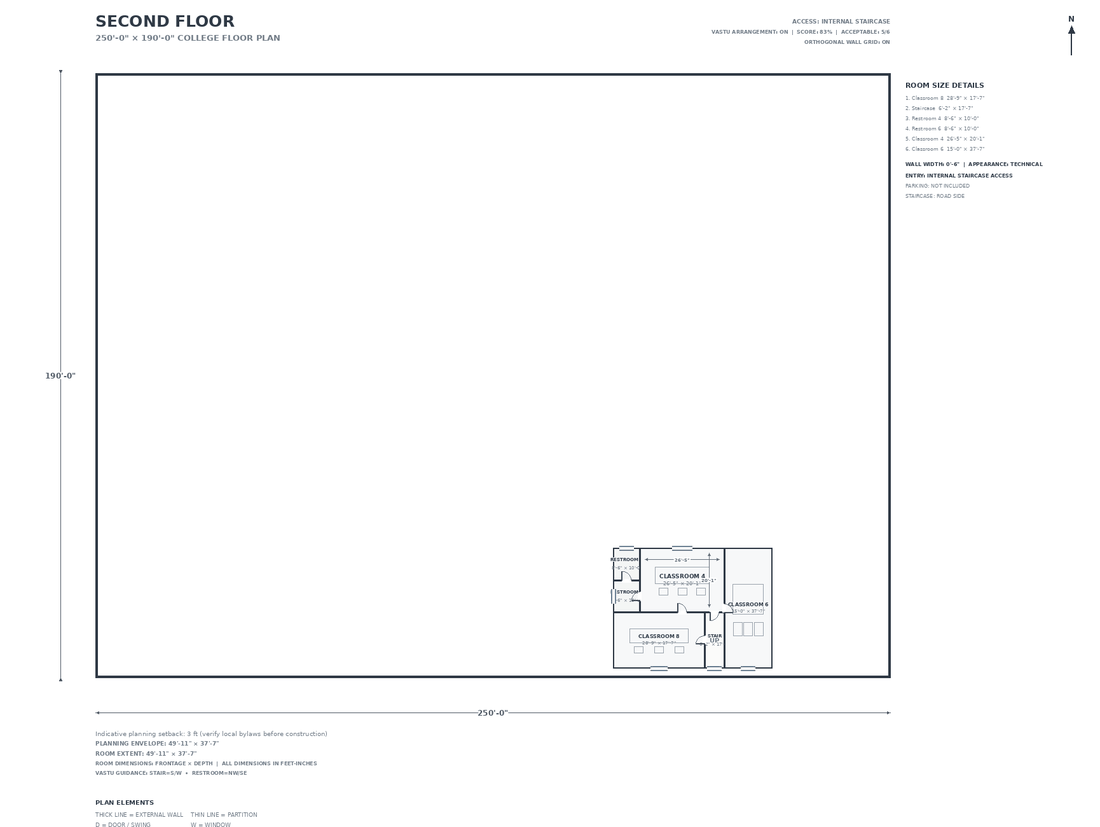 SECOND FLOOR
250'-0" × 190'-0" COLLEGE FLOOR PLAN
ACCESS: INTERNAL STAIRCASE
VASTU ARRANGEMENT: ON | SCORE: 83% | ACCEPTABLE: 5/6
ORTHOGONAL WALL GRID: ON
N
ROOM SIZE DETAILS
1. Classroom 8 28'-9" × 17'-7"
2. Staircase 6'-2" × 17'-7"
3. Restroom 4 8'-6" × 10'-0"
4. Restroom 6 8'-6" × 10'-0"
5. Classroom 4 26'-5" × 20'-1"
6. Classroom 6 15'-0" × 37'-7"
WALL WIDTH: 0'-6" | APPEARANCE: TECHNICAL
ENTRY: INTERNAL STAIRCASE ACCESS
PARKING: NOT INCLUDED
STAIRCASE: ROAD SIDE
190'-0"
RESTROOM
26'-5"
CLASSROOM 4
26'-5" × 20'-1"
20'-1"
STROOM
CLASSROOM 6
15'-0" × 37'-7"
CLASSROOM 8
28'-9" × 17'-7"
STAIR
UP
250'-0"
Indicative planning setback: 3 ft (verify local bylaws before construction)
PLANNING ENVELOPE: 49'-11" × 37'-7"
ROOM EXTENT: 49'-11" × 37'-7"
ROOM DIMENSIONS: FRONTAGE × DEPTH | ALL DIMENSIONS IN FEET-INCHES
VASTU GUIDANCE: STAIR=S/W • RESTROOM=NW/SE
PLAN ELEMENTS
THICK LINE = EXTERNAL WALL THIN LINE = PARTITION
D = DOOR / SWING W = WINDOW